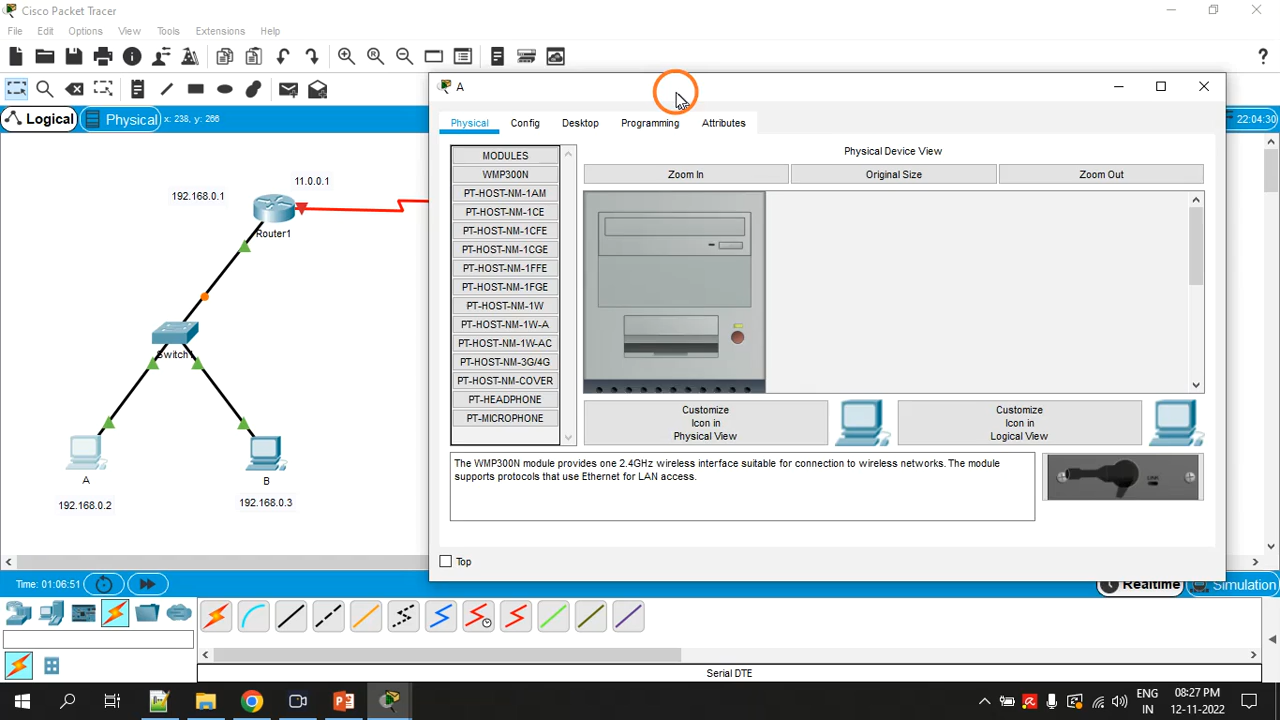 Cisco Packet Tracer
File Edit Options View Tools Extensions Help
A
Logical
Physical
x: 238, y: 266
22:04:30
Physical Config Desktop Programming Attributes
MODULES
WMP300N
PT-HOST-NM-1AM
PT-HOST-NM-1CE
PT-HOST-NM-1CFE
PT-HOST-NM-1CGE
PT-HOST-NM-1FFE
PT-HOST-NM-1FGE
PT-HOST-NM-1W
PT-HOST-NM-1W-A
PT-HOST-NM-1W-AC
PT-HOST-NM-3G/4G
PT-HOST-NM-COVER
PT-HEADPHONE
PT-MICROPHONE
Physical Device View
Zoom In
Original Size
Zoom Out
Customize
Icon in
Physical View
Customize
Icon in
Logical View
The WMP300N module provides one 2.4GHz wireless interface suitable for connection to wireless networks. The module
supports protocols that use Ethernet for LAN access.
LINK
Top
11.0.0.1
192.168.0.1
Router1
Switch1
A
B
192.168.0.2
192.168.0.3
Time: 01:06:51
Realtime
Simulation
Serial DTE
ENG
IN
08:27 PM
12-11-2022